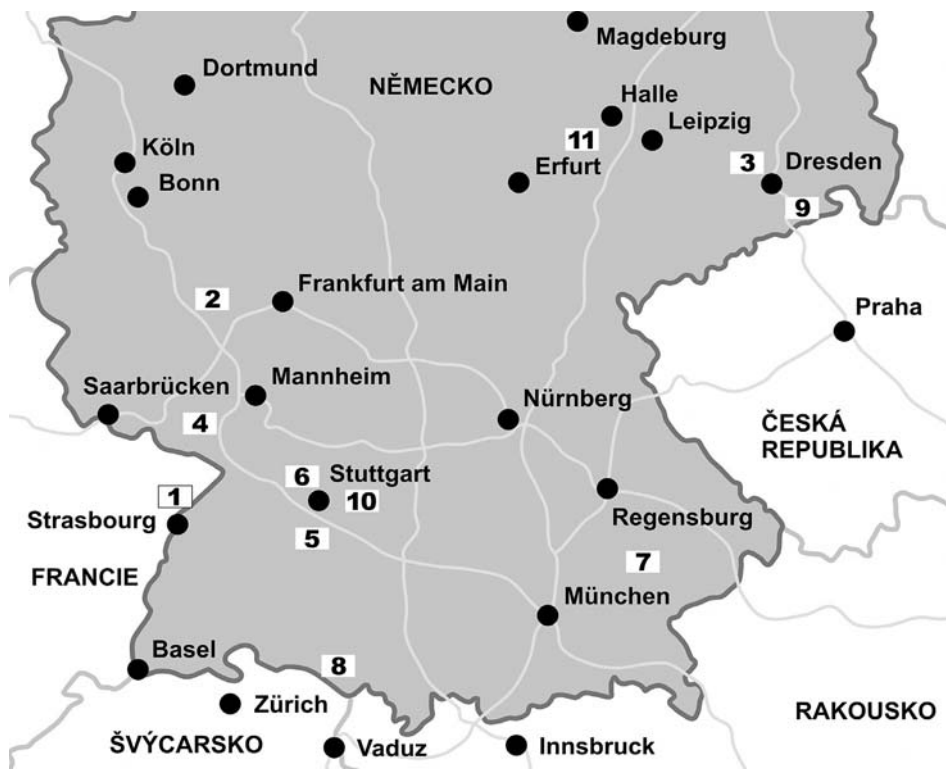 Magdeburg
Dortmund
NĚMECKO
Halle
Leipzig
11
Köln
3
Dresden
Erfurt
Bonn
9
2
Frankfurt am Main
Praha
Saarbrücken
Mannheim
Nürnberg
4
ČESKÁ
REPUBLIKA
6
Stuttgart
1
10
Strasbourg
Regensburg
5
7
FRANCIE
München
Basel
8
Zürich
RAKOUSKO
ŠVÝCARSKO
Vaduz
Innsbruck